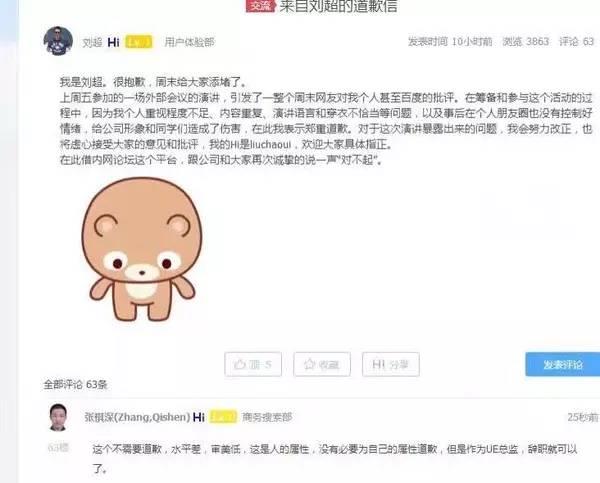 交流 来自刘超的道歉信
刘超 Hi Lv.1 用户体验部 发表时间 10小时前 浏览 3863 评论 63
我是刘超。很抱歉，周末给大家添堵了。
上周五参加的一场外部会议的演讲，引发了一整个周末网友对我个人甚至百度的批评。在筹备和参与这个活动的过
程中，因为我个人重视程度不足、内容重复、演讲语言和穿衣不恰当等问题，以及事后在个人朋友圈也没有控制好
情绪，给公司形象和同学们造成了伤害，在此我表示郑重道歉。对于这次演讲暴露出来的问题，我会努力改正，也
将虚心接受大家的意见和批评，我的Hi是liuchaoui，欢迎大家具体指正。
在此借内网论坛这个平台，跟公司和大家再次诚挚的说一声“对不起”。
顶 5 收藏 Hi 分享 发表评论
全部评论 63条
张棋深(Zhang,Qishen) Hi Lv.1 商务搜索部 25秒前
63楼 这个不需要道歉，水平差，审美低，这是人的属性，没有必要为自己的属性道歉，但是作为UE总监，辞职就可以
了。